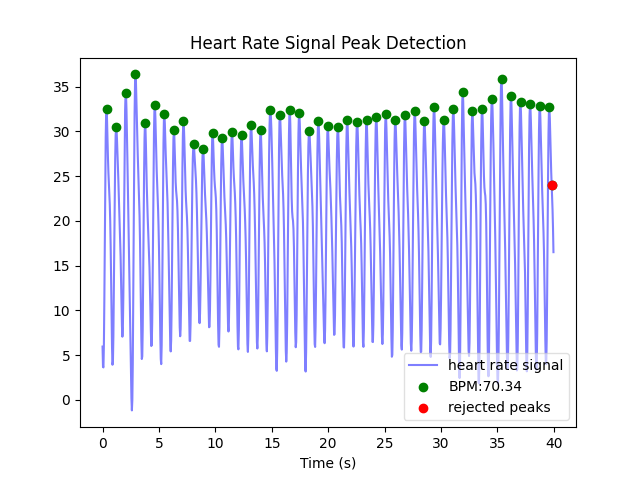 Heart Rate Signal Peak Detection
35
30
25
20
15
10
5
0
heart rate signal
BPM:70.34
rejected peaks
0 5 10 15 20 25 30 35 40
Time (s)